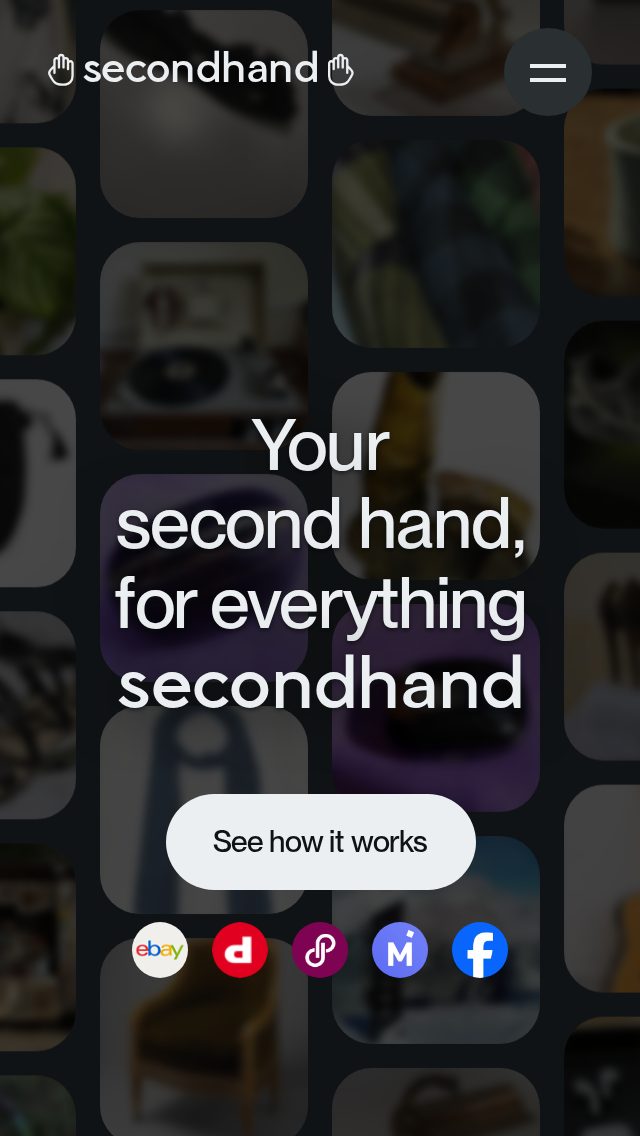 secondhand
Your
second hand,
for everything
secondhand
See how it works
ebay
d
M
f